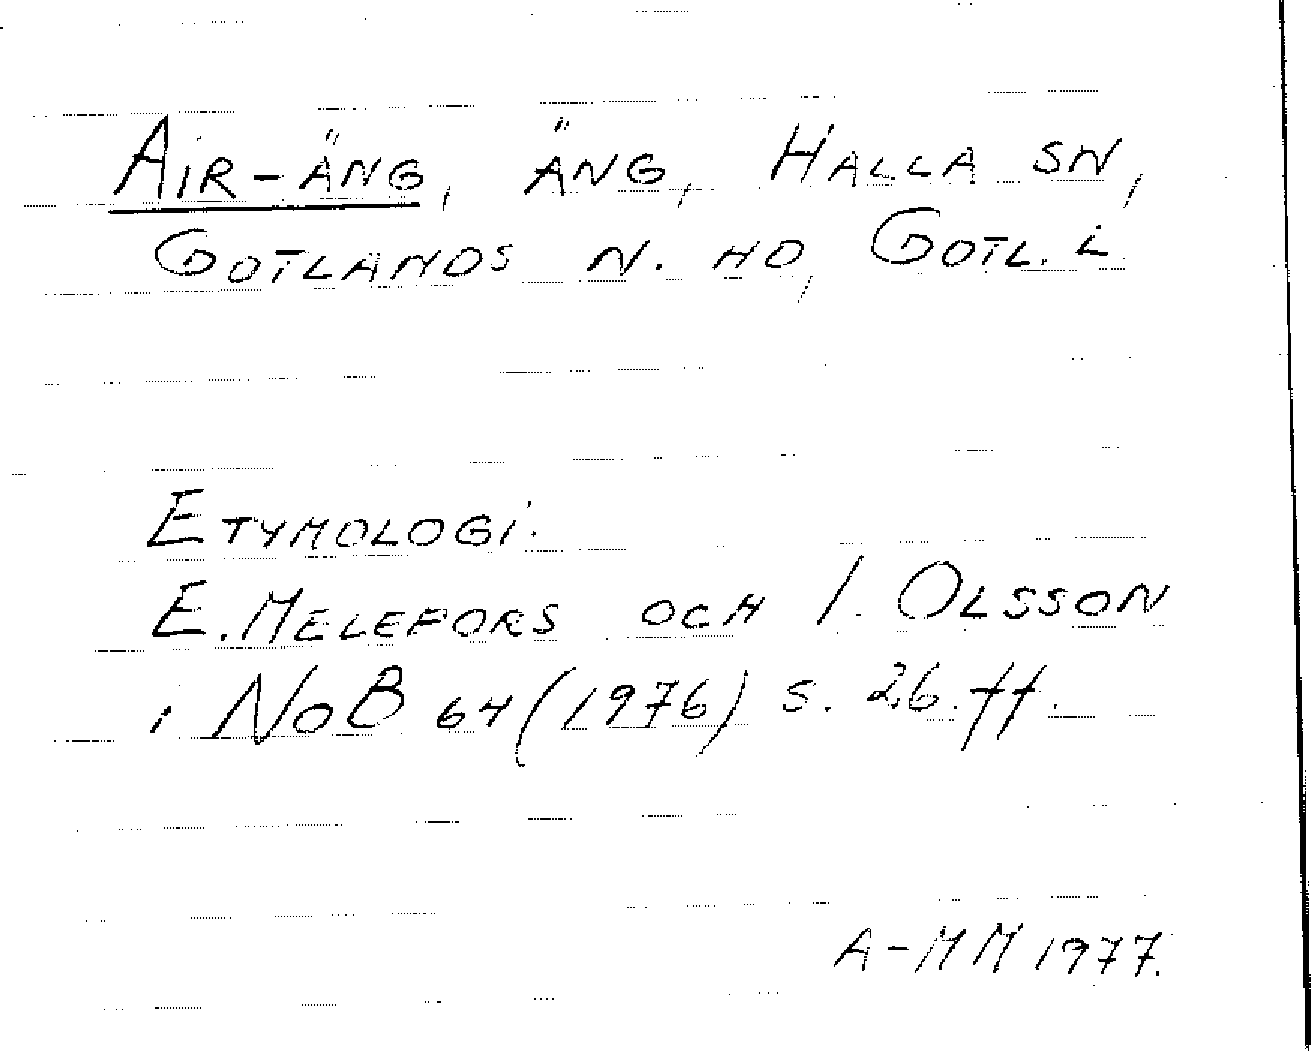 AIR-ÄNG, ÄNG, HALLA SN,
GOTLANDS N. HD, GOTL. L
ETYMOLOGI.
E. MELEFORS OCH I. OLSSON
i NoB 64 (1976) s. 26 ff.
A-MM 1977.